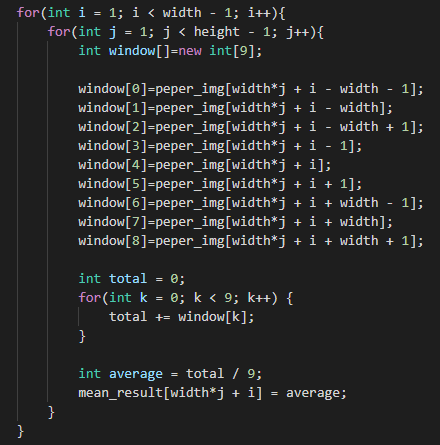 for(int i = 1; i < width - 1; i++){
    for(int j = 1; j < height - 1; j++){
        int window[]=new int[9];

        window[0]=peper_img[width*j + i - width - 1];
        window[1]=peper_img[width*j + i - width];
        window[2]=peper_img[width*j + i - width + 1];
        window[3]=peper_img[width*j + i - 1];
        window[4]=peper_img[width*j + i];
        window[5]=peper_img[width*j + i + 1];
        window[6]=peper_img[width*j + i + width - 1];
        window[7]=peper_img[width*j + i + width];
        window[8]=peper_img[width*j + i + width + 1];

        int total = 0;
        for(int k = 0; k < 9; k++) {
            total += window[k];
        }

        int average = total / 9;
        mean_result[width*j + i] = average;
    }
}